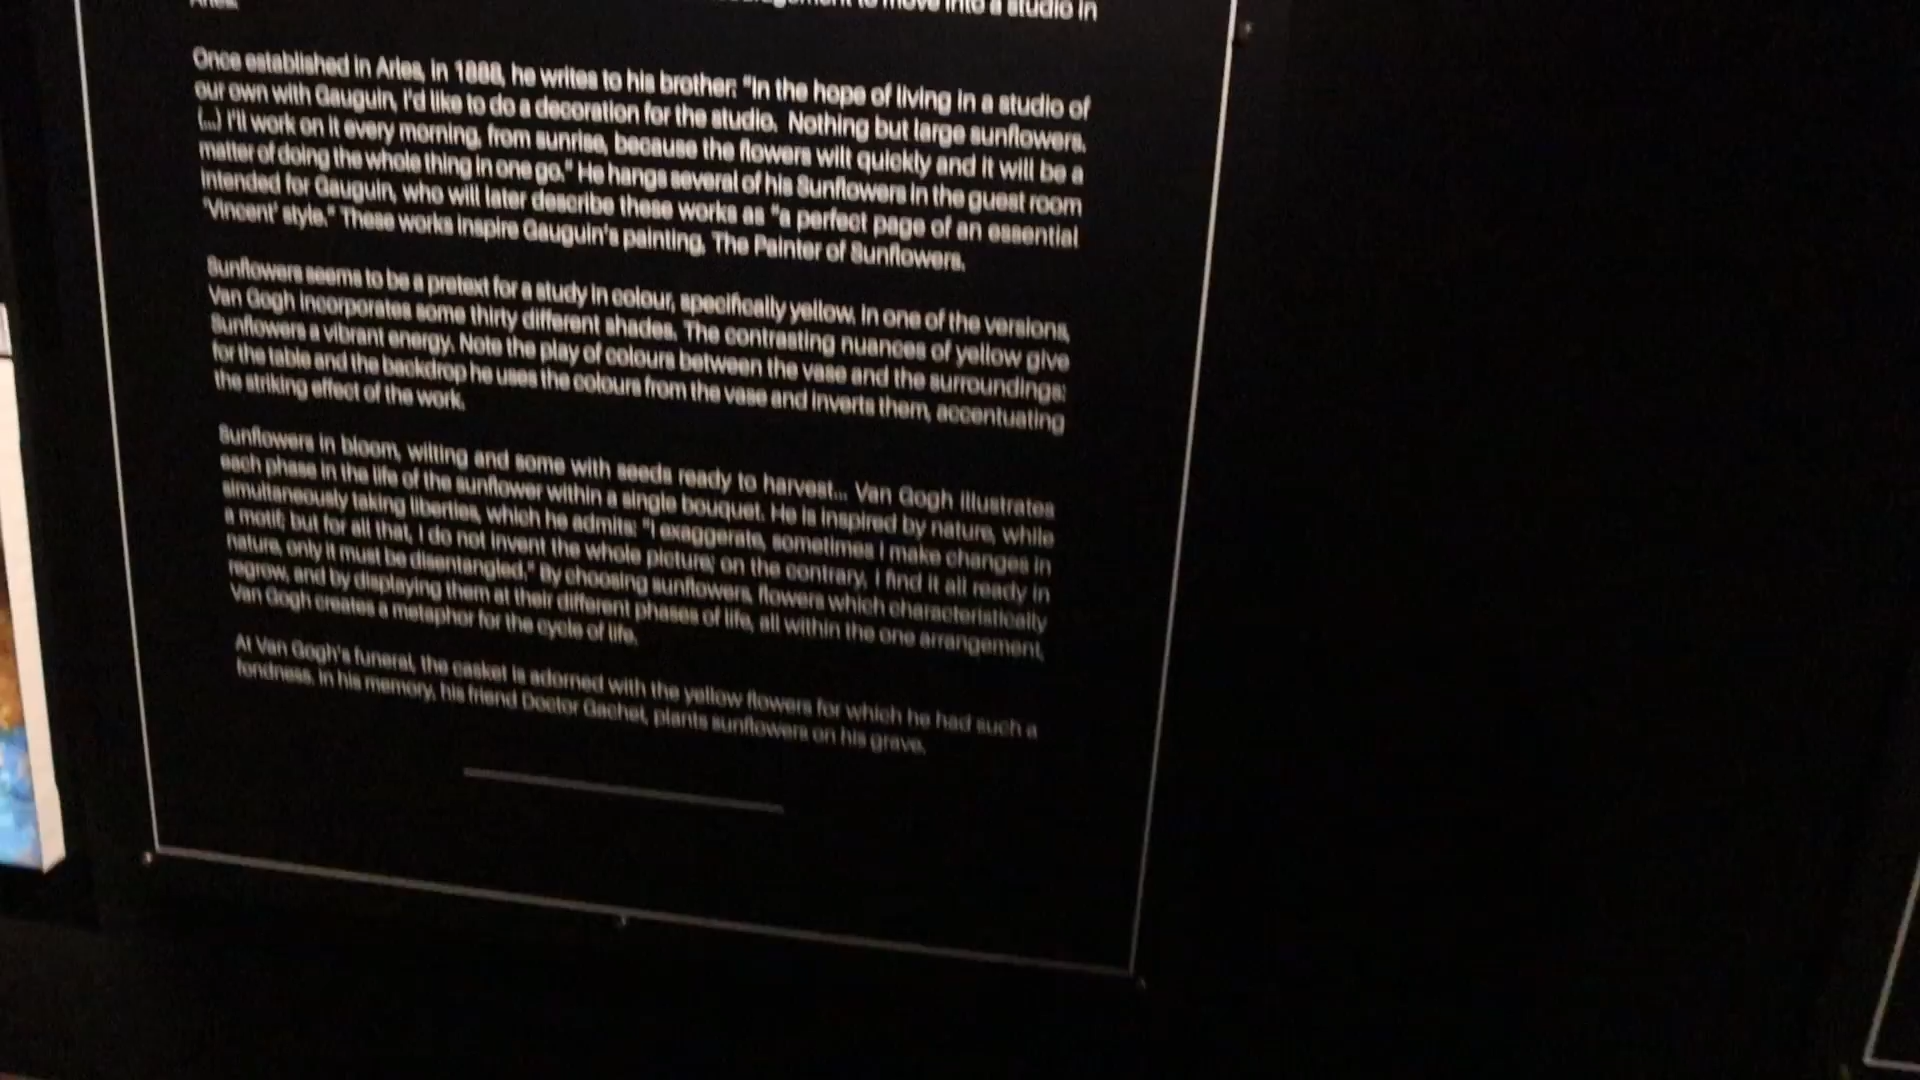 to move into a studio in
Arles.
Once established in Arles, in 1888, he writes to his brother: "In the hope of living in a studio of
our own with Gauguin, I'd like to do a decoration for the studio. Nothing but large sunflowers.
(...) I'll work on it every morning, from sunrise, because the flowers wilt quickly and it will be a
matter of doing the whole thing in one go." He hangs several of his Sunflowers in the guest room
intended for Gauguin, who will later describe these works as "a perfect page of an essential
'Vincent' style." These works inspire Gauguin's painting, The Painter of Sunflowers.
Sunflowers seems to be a pretext for a study in colour, specifically yellow. In one of the versions,
Van Gogh incorporates some thirty different shades. The contrasting nuances of yellow give
Sunflowers a vibrant energy. Note the play of colours between the vase and the surroundings:
for the table and the backdrop he uses the colours from the vase and inverts them, accentuating
the striking effect of the work.
Sunflowers in bloom, wilting and some with seeds ready to harvest... Van Gogh illustrates
each phase in the life of the sunflower within a single bouquet. He is inspired by nature, while
simultaneously taking liberties, which he admits: "I exaggerate, sometimes I make changes in
a motif; but for all that, I do not invent the whole picture; on the contrary, I find it all ready in
nature, only it must be disentangled." By choosing sunflowers, flowers which characteristically
regrow, and by displaying them at their different phases of life, all within the one arrangement,
Van Gogh creates a metaphor for the cycle of life.
At Van Gogh's funeral, the casket is adorned with the yellow flowers for which he had such a
fondness. In his memory, his friend Doctor Gachet, plants sunflowers on his grave.